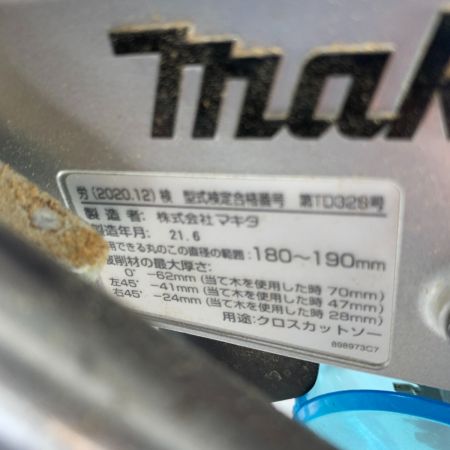 mak
労 (2020.12) 検 型式検定合格番号 第TD328号
製造者: 株式会社マキタ
製造年月: 21.6
用できる丸のこの直径の範囲: 180~190mm
被削材の最大厚さ:
0° -62mm (当て木を使用した時 70mm)
左45° -41mm (当て木を使用した時 47mm)
右45° -24mm (当て木を使用した時 28mm)
用途: クロスカットソー
898973C7